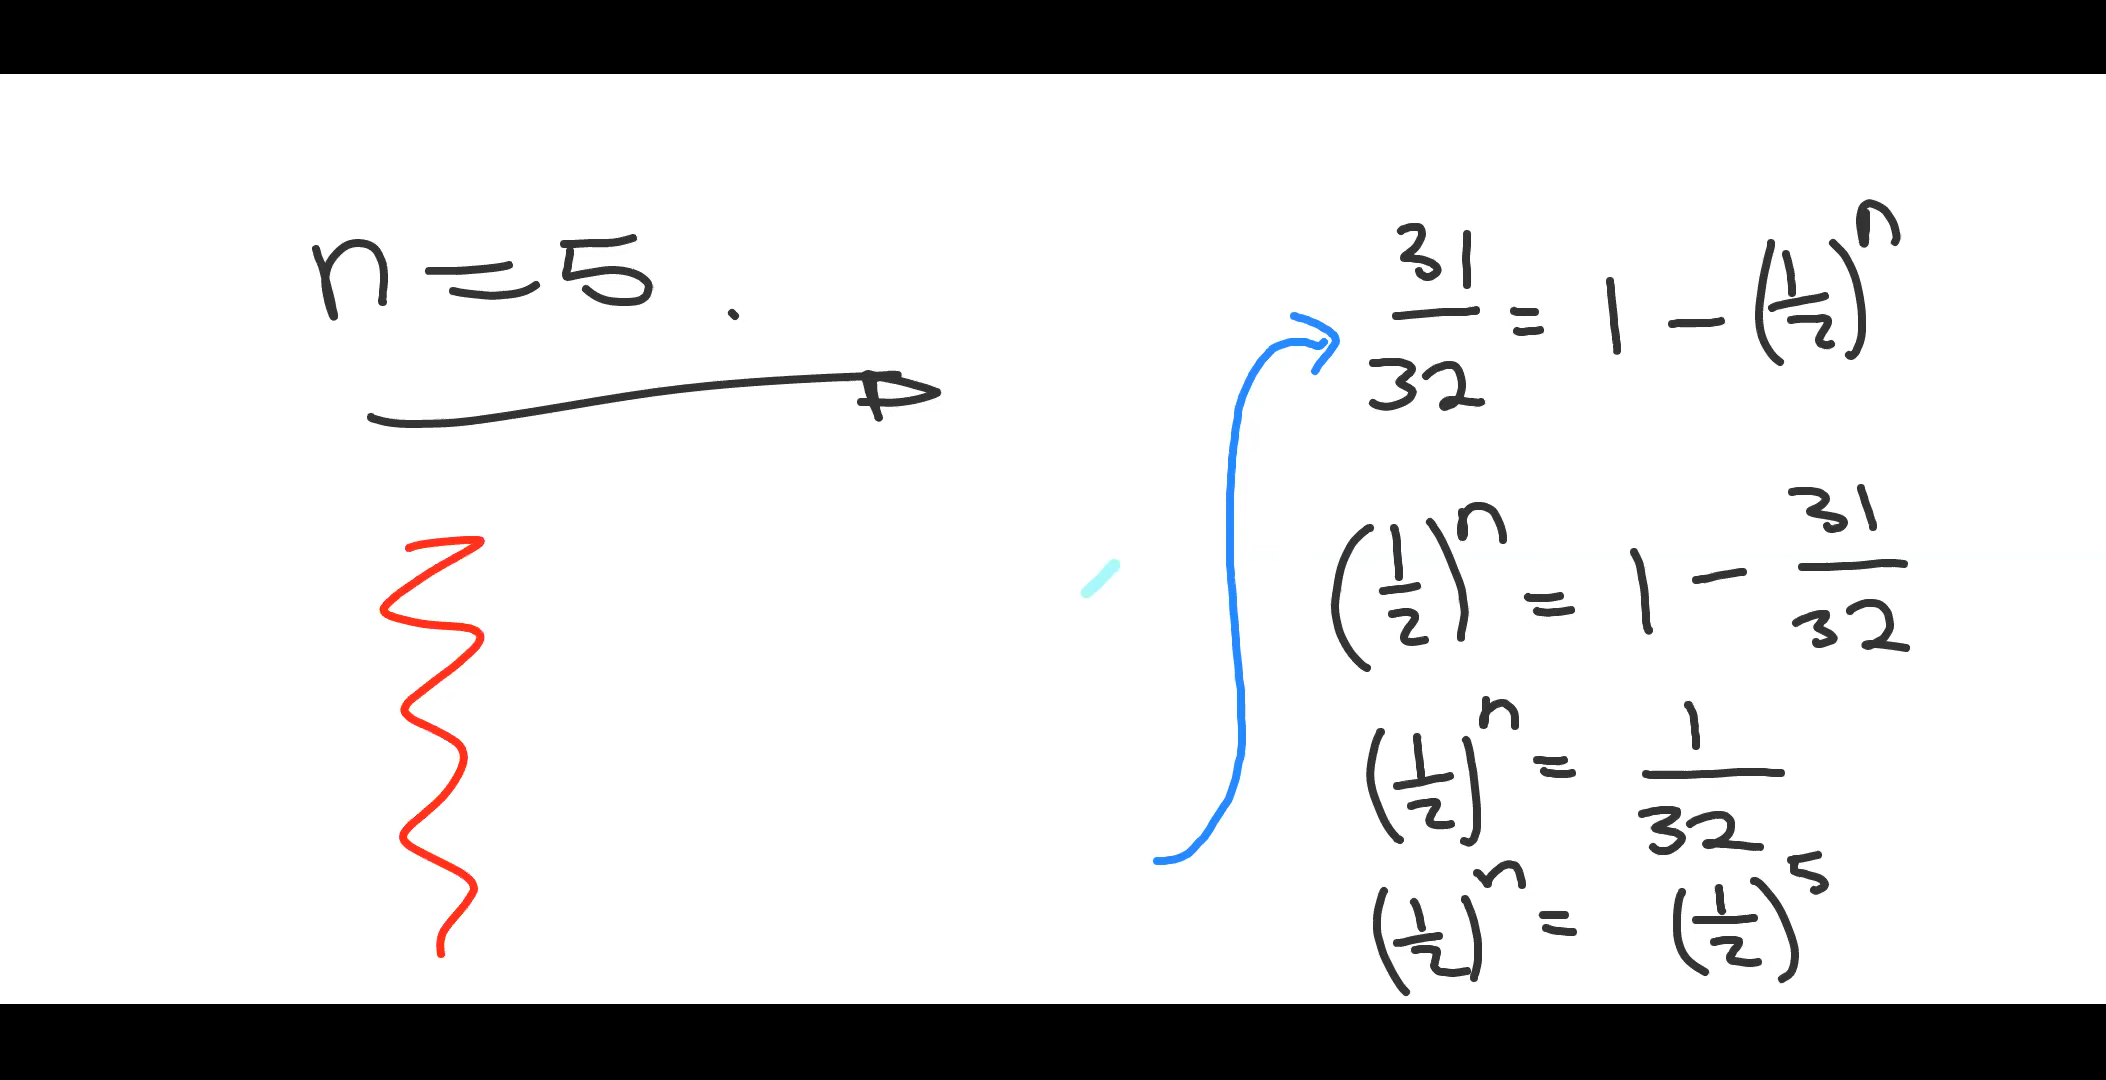 n = 5 .
31/32 = 1 - (1/2)^n
(1/2)^n = 1 - 31/32
(1/2)^n = 1/32
(1/2)^n = (1/2)^5